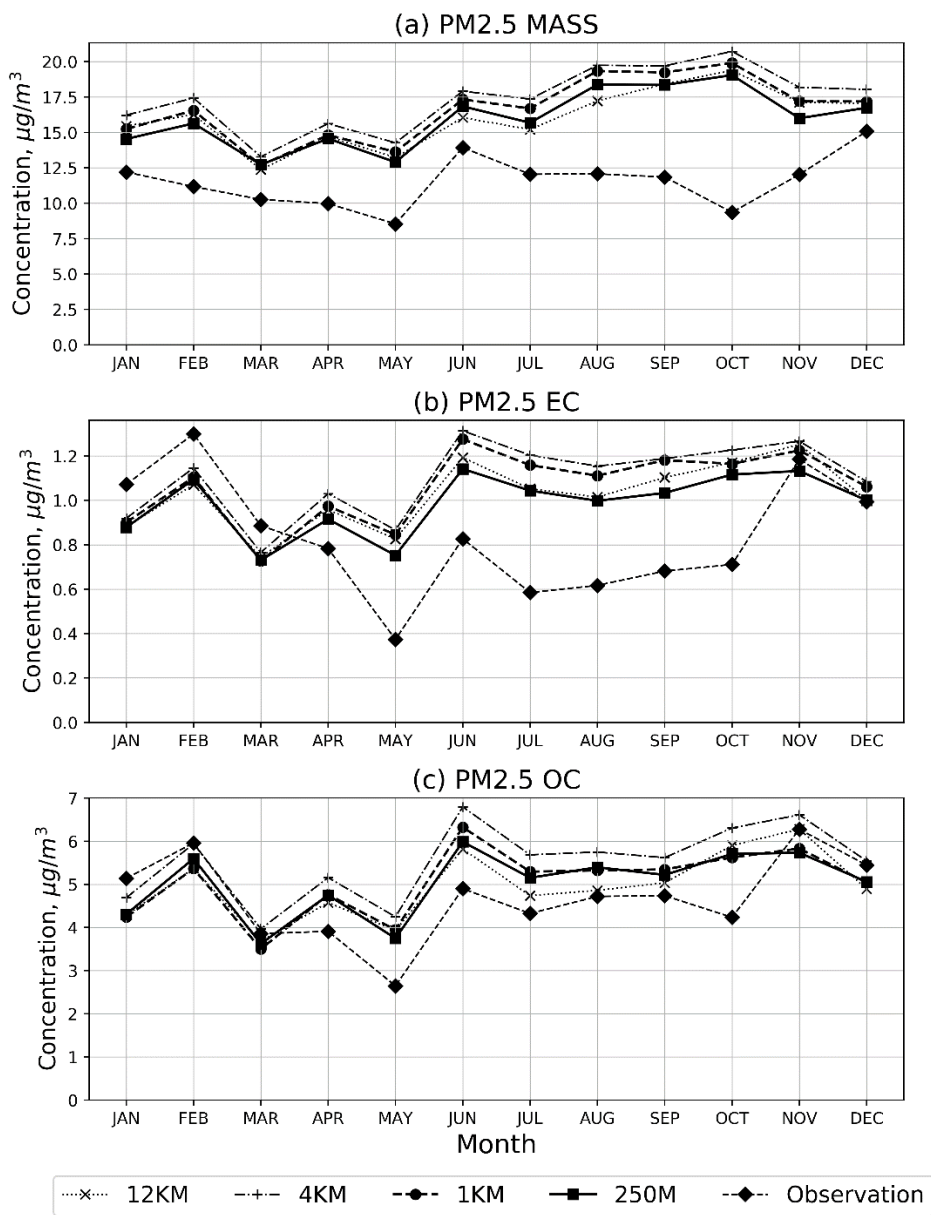 (a) PM2.5 MASS
Concentration, μg/m³
20.0
17.5
15.0
12.5
10.0
7.5
5.0
2.5
0.0
JAN FEB MAR APR MAY JUN JUL AUG SEP OCT NOV DEC
(b) PM2.5 EC
Concentration, μg/m³
1.2
1.0
0.8
0.6
0.4
0.2
0.0
JAN FEB MAR APR MAY JUN JUL AUG SEP OCT NOV DEC
(c) PM2.5 OC
Concentration, μg/m³
7
6
5
4
3
2
1
0
JAN FEB MAR APR MAY JUN JUL AUG SEP OCT NOV DEC
Month
12KM 4KM 1KM 250M Observation